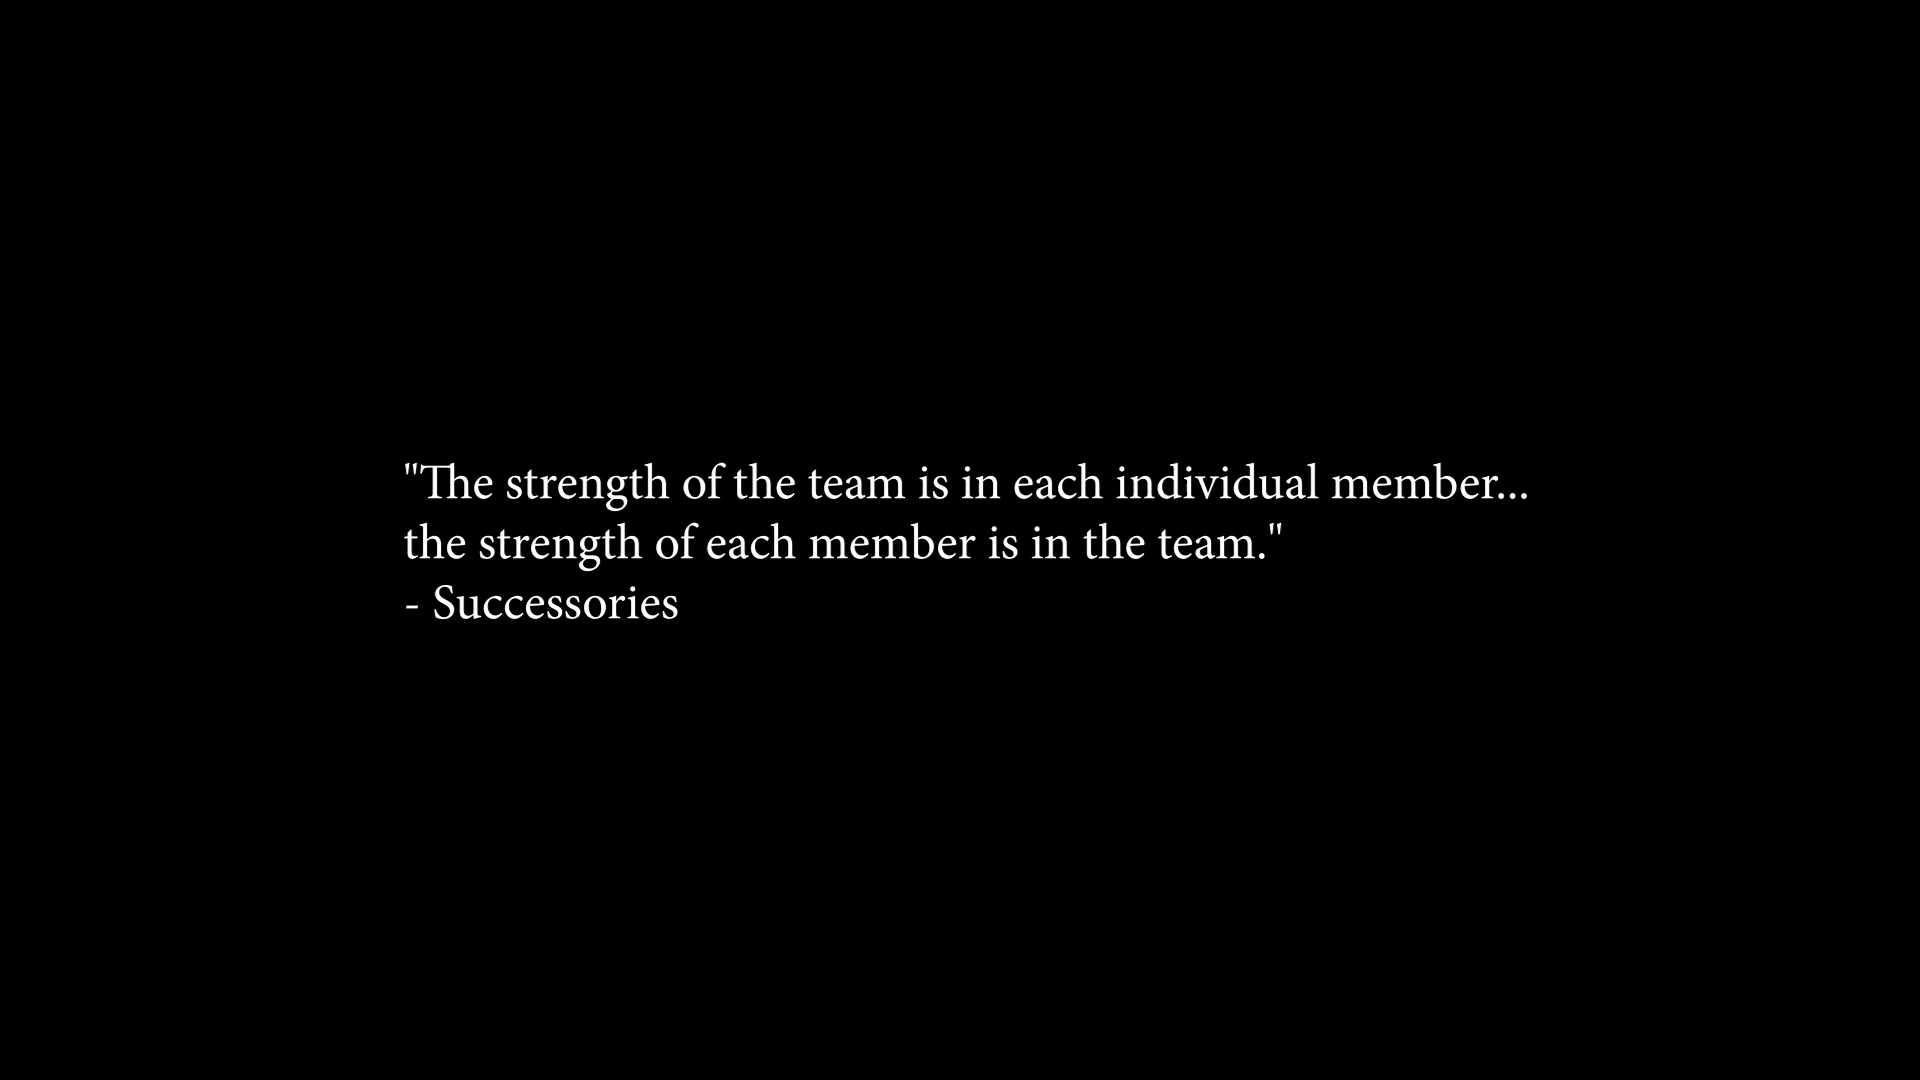 "The strength of the team is in each individual member...
the strength of each member is in the team."
- Successories